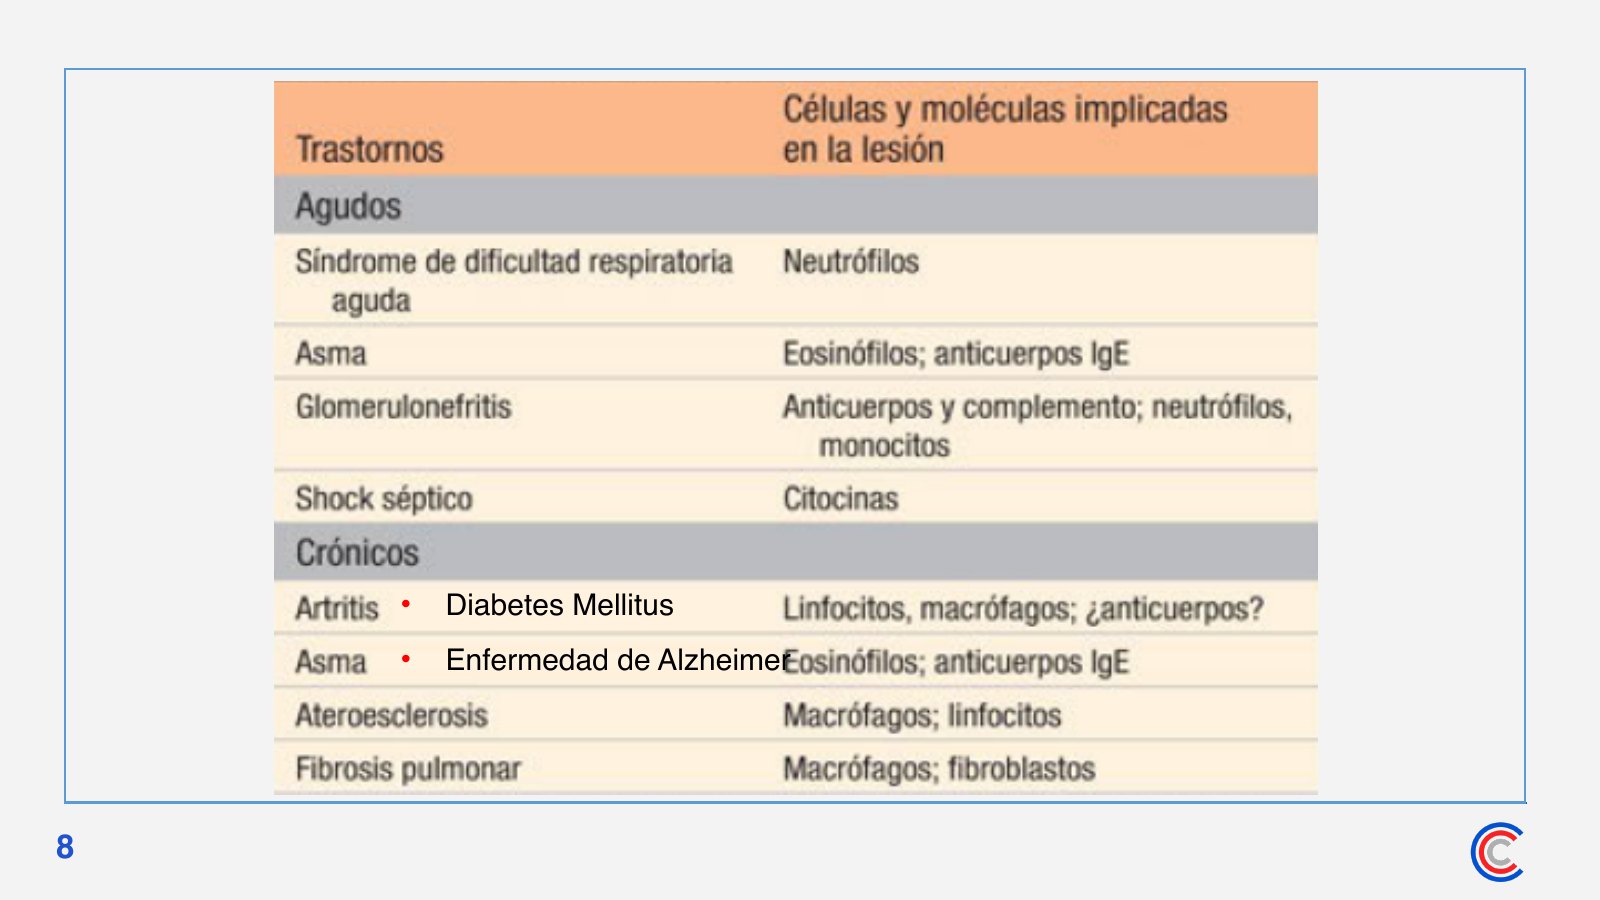 Trastornos
Células y moléculas implicadas
en la lesión
Agudos
Síndrome de dificultad respiratoria
aguda
Neutrófilos
Asma
Eosinófilos; anticuerpos IgE
Glomerulonefritis
Anticuerpos y complemento; neutrófilos,
monocitos
Shock séptico
Citocinas
Crónicos
Artritis
• Diabetes Mellitus
Linfocitos, macrófagos; ¿anticuerpos?
Asma
• Enfermedad de Alzheimer
Eosinófilos; anticuerpos IgE
Ateroesclerosis
Macrófagos; linfocitos
Fibrosis pulmonar
Macrófagos; fibroblastos
8